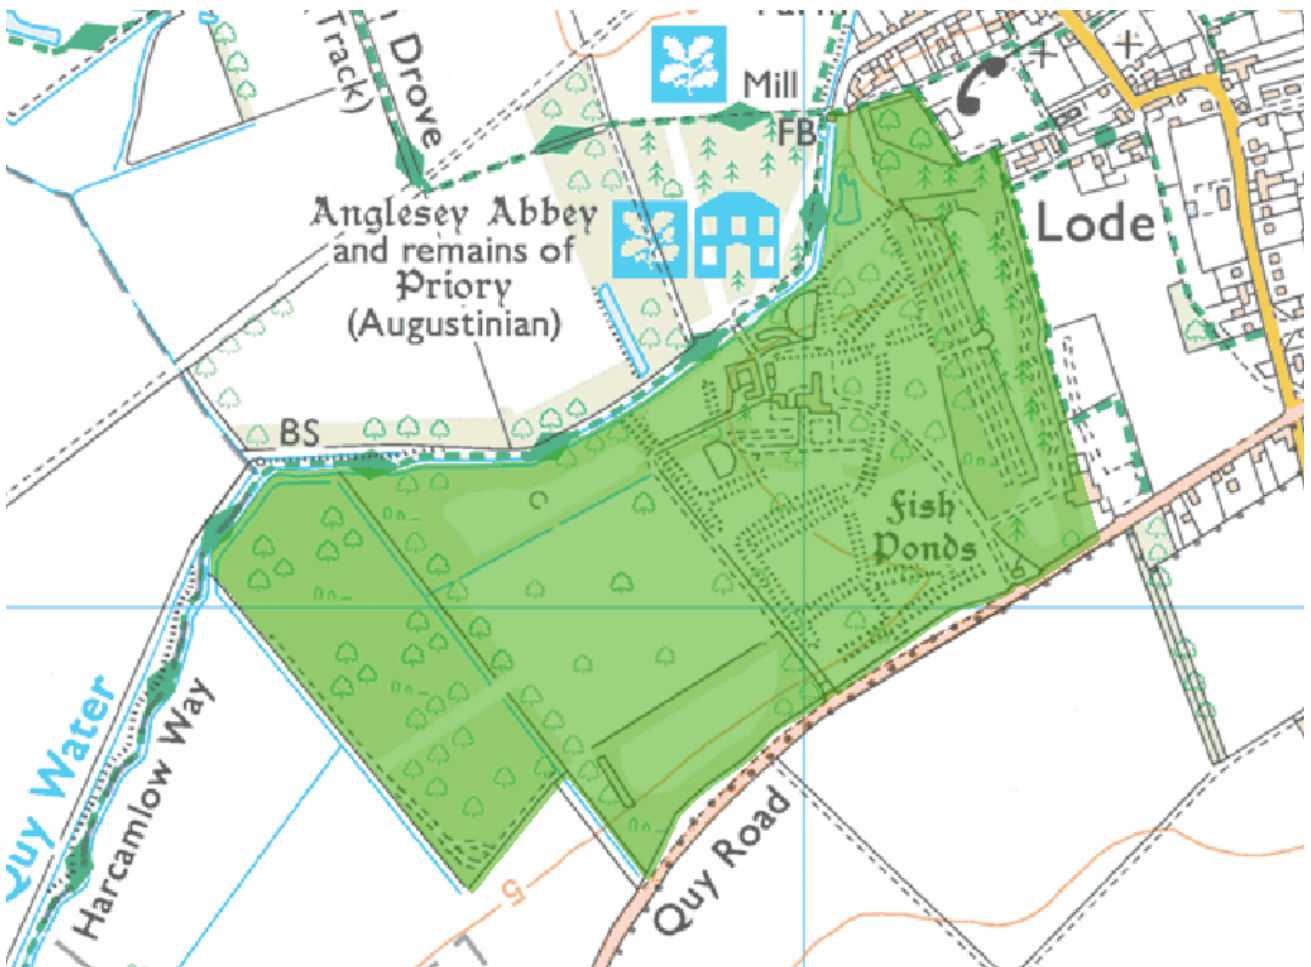 Drove
Track)
Mill
FB
Anglesey Abbey
and remains of
Priory
(Augustinian)
Lode
BS
Fish
Ponds
Quy Water
Harcamlow Way
Quy Road
5